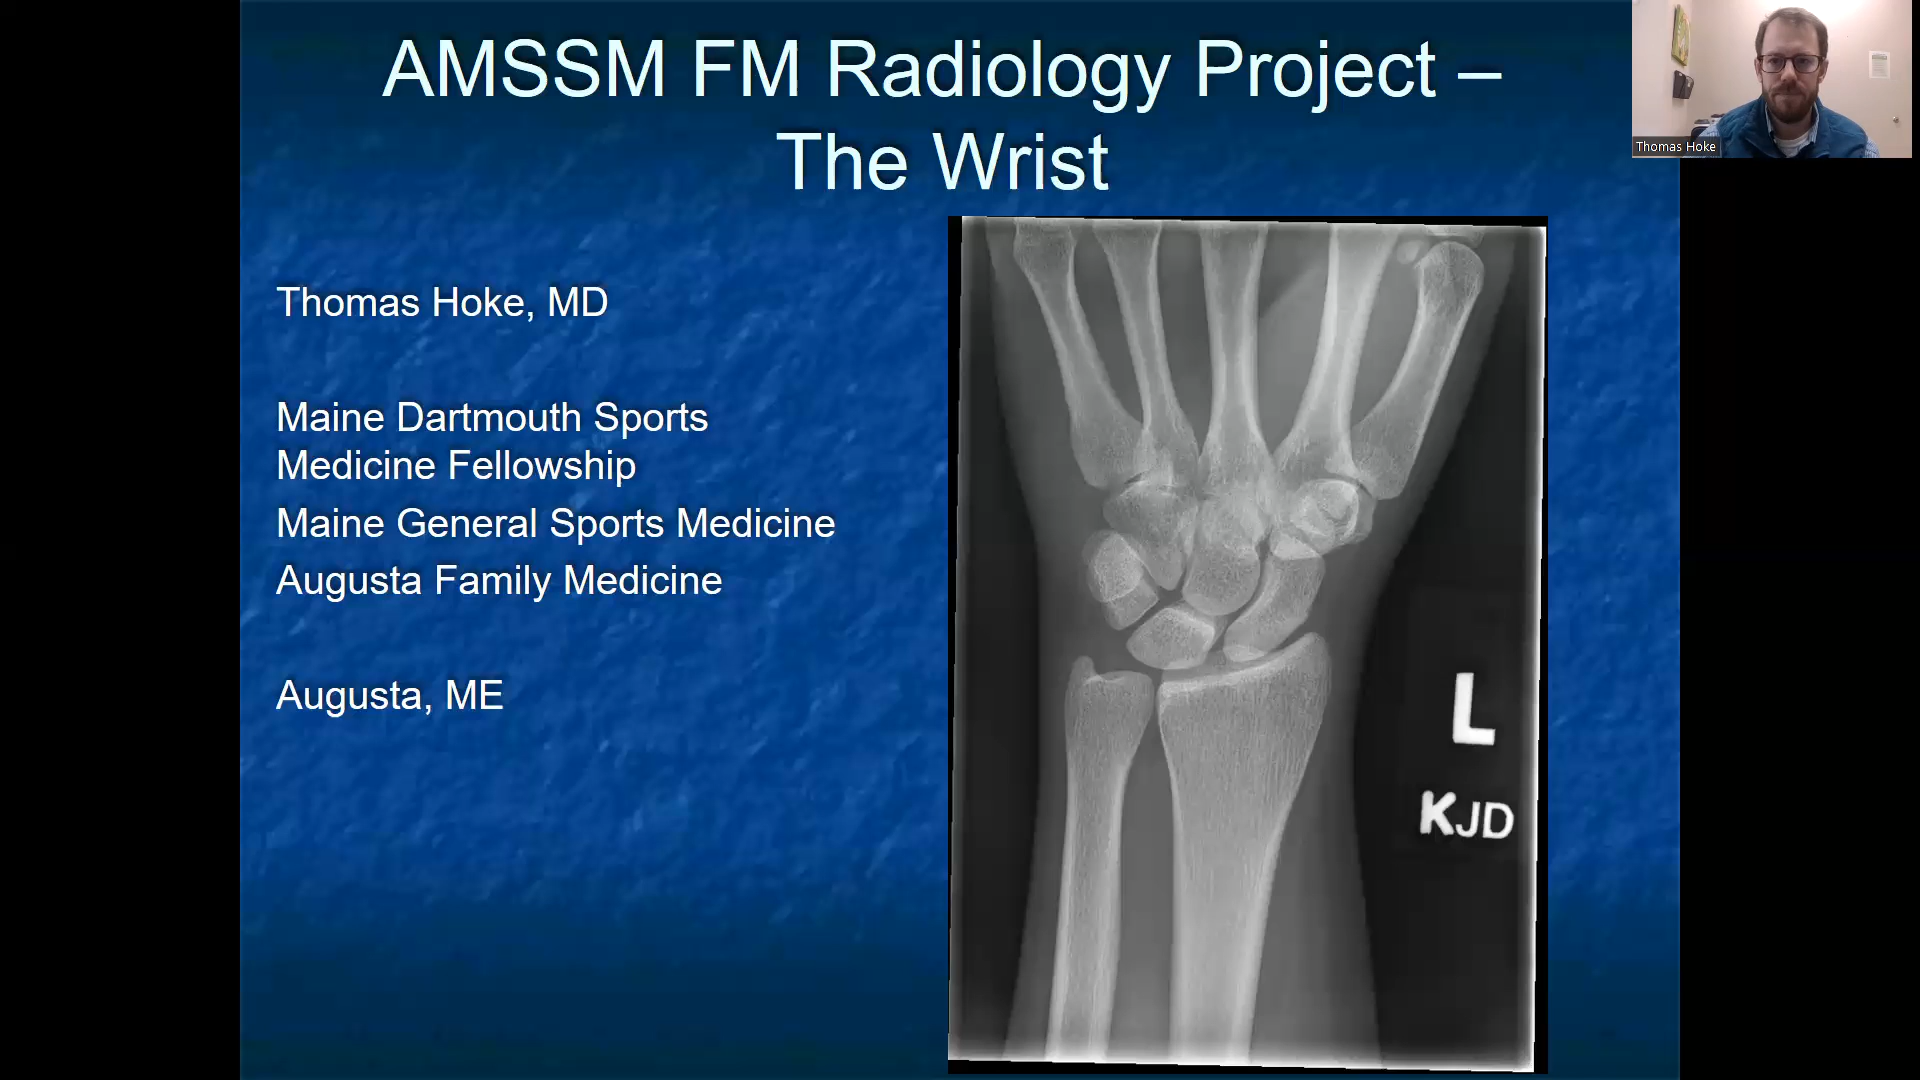 AMSSM FM Radiology Project –
The Wrist
Thomas Hoke
Thomas Hoke, MD
Maine Dartmouth Sports
Medicine Fellowship
Maine General Sports Medicine
Augusta Family Medicine
Augusta, ME
L
KJD